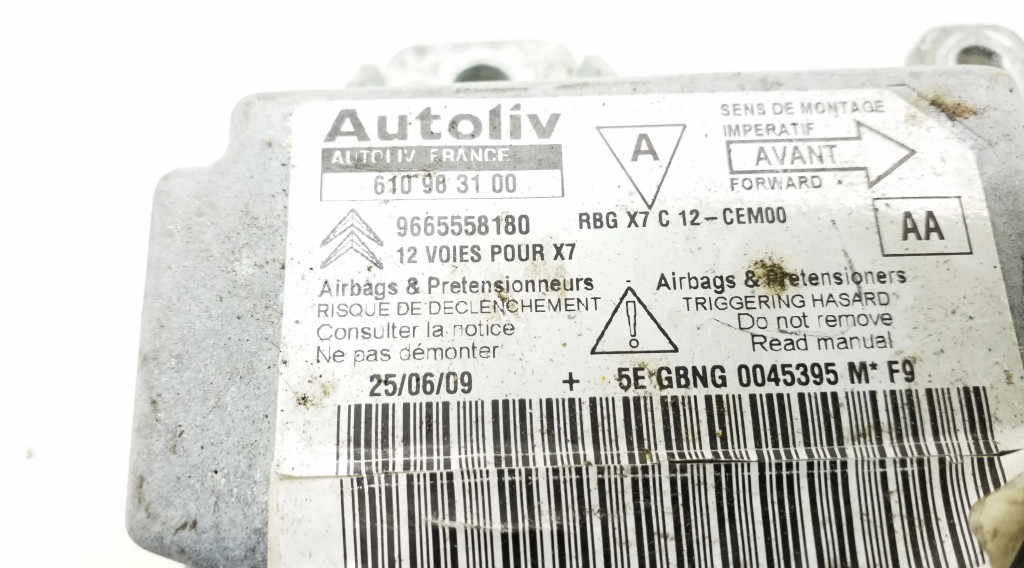 Autoliv
AUTOLIV FRANCE
610 98 31 00
A
SENS DE MONTAGE
IMPERATIF
AVANT
FORWARD
9665558180 RBG X7 C 12-CEM00
12 VOIES POUR X7
AA
Airbags & Pretensionneurs
RISQUE DE DECLENCHEMENT
Consulter la notice
Ne pas démonter
!
Airbags & Pretensioners
TRIGGERING HASARD
Do not remove
Read manual
25/06/09 + 5E GBNG 0045395 M* F9